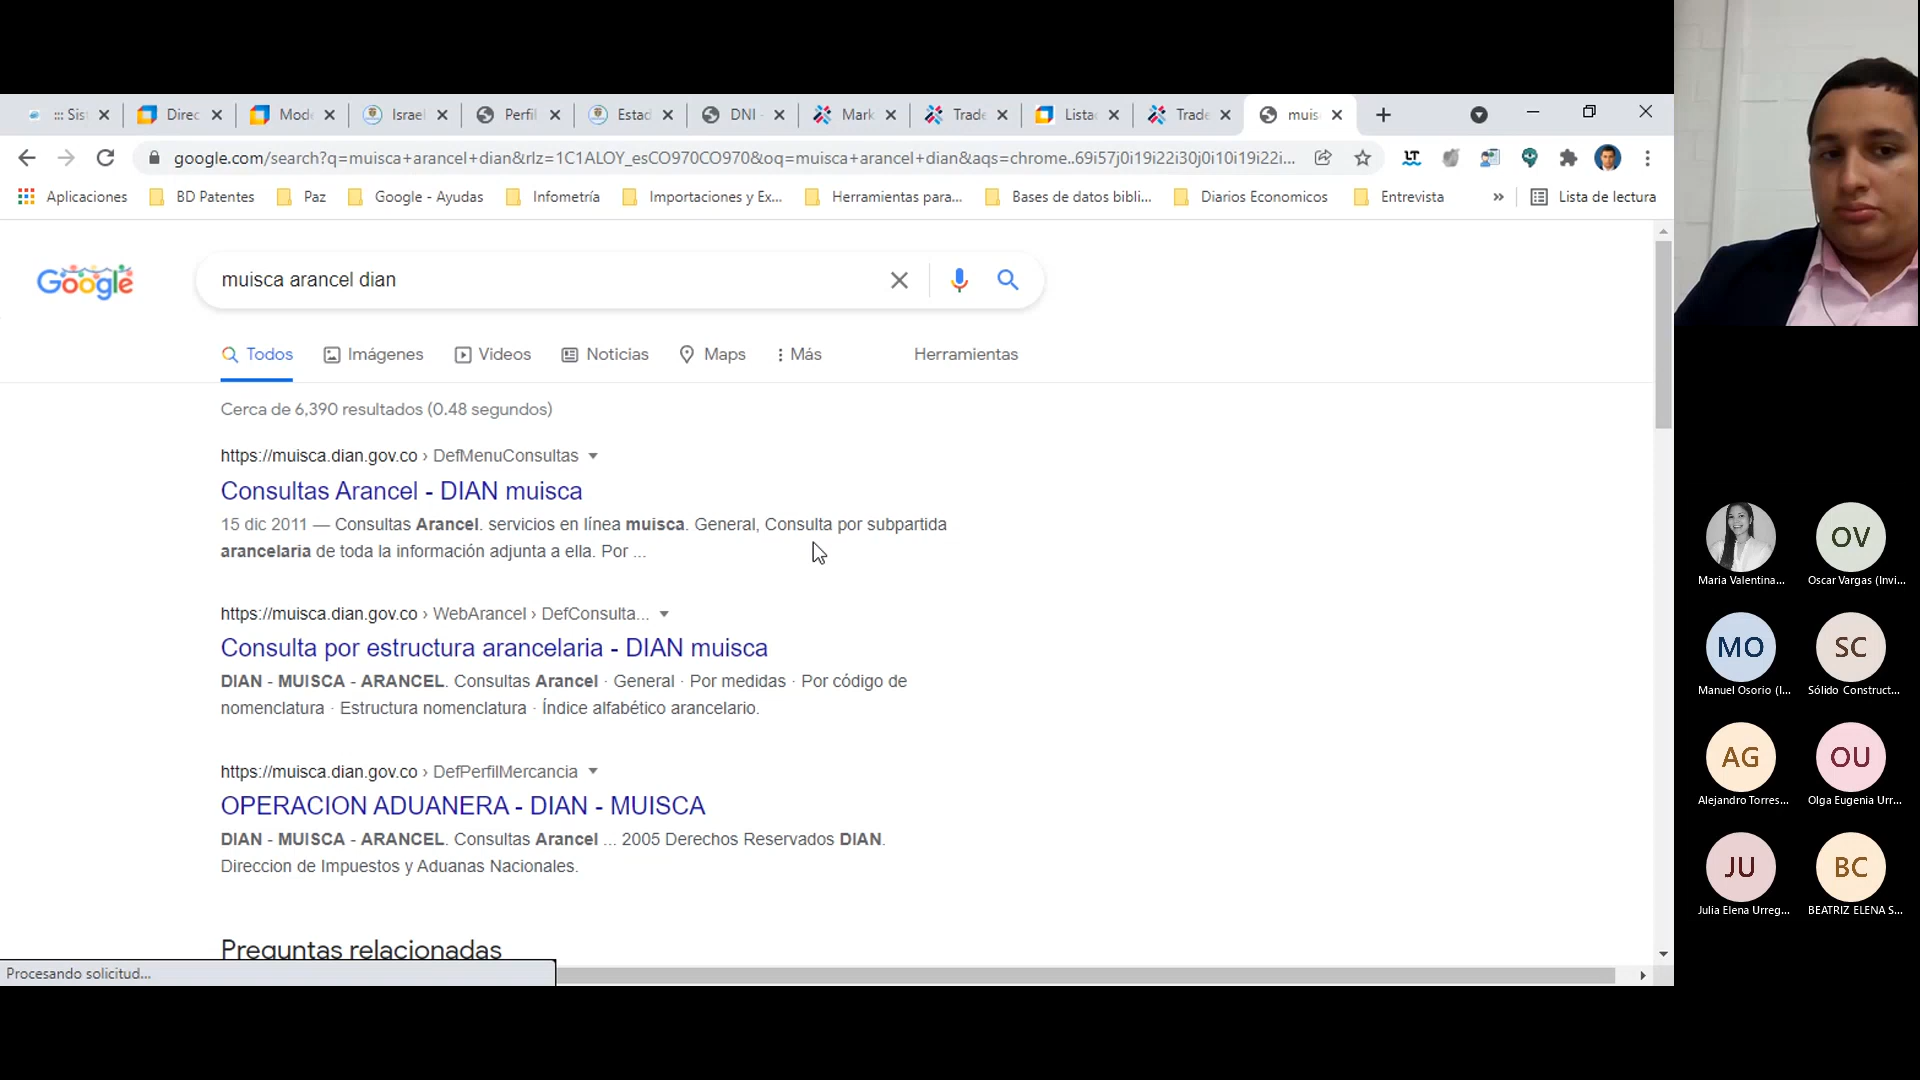 ::: Sis
Direc
Mod
Israel
Perfil
Estad
DNI -
Mark
Trade
Lista
Trade
muis
google.com/search?q=muisca+arancel+dian&rlz=1C1ALOY_esCO970CO970&oq=muisca+arancel+dian&aqs=chrome..69i57j0i19i22i30j0i10i19i22i...
Aplicaciones
BD Patentes
Paz
Google - Ayudas
Infometría
Importaciones y Ex...
Herramientas para...
Bases de datos bibli...
Diarios Economicos
Entrevista
»
Lista de lectura
Google
muisca arancel dian
Todos
Imágenes
Videos
Noticias
Maps
Más
Herramientas
Cerca de 6,390 resultados (0.48 segundos)
https://muisca.dian.gov.co › DefMenuConsultas
Consultas Arancel - DIAN muisca
15 dic 2011 — Consultas Arancel. servicios en línea muisca. General, Consulta por subpartida
arancelaria de toda la información adjunta a ella. Por ...
https://muisca.dian.gov.co › WebArancel › DefConsulta...
Consulta por estructura arancelaria - DIAN muisca
DIAN - MUISCA - ARANCEL. Consultas Arancel · General · Por medidas · Por código de
nomenclatura · Estructura nomenclatura · Índice alfabético arancelario.
https://muisca.dian.gov.co › DefPerfilMercancia
OPERACION ADUANERA - DIAN - MUISCA
DIAN - MUISCA - ARANCEL. Consultas Arancel ... 2005 Derechos Reservados DIAN.
Direccion de Impuestos y Aduanas Nacionales.
Preguntas relacionadas
Procesando solicitud...
LT
OV
Maria Valentina...
Oscar Vargas (Invi...
MO
SC
Manuel Osorio (I...
Sólido Construct...
AG
OU
Alejandro Torres...
Olga Eugenia Urr...
JU
BC
Julia Elena Urreg...
BEATRIZ ELENA S...